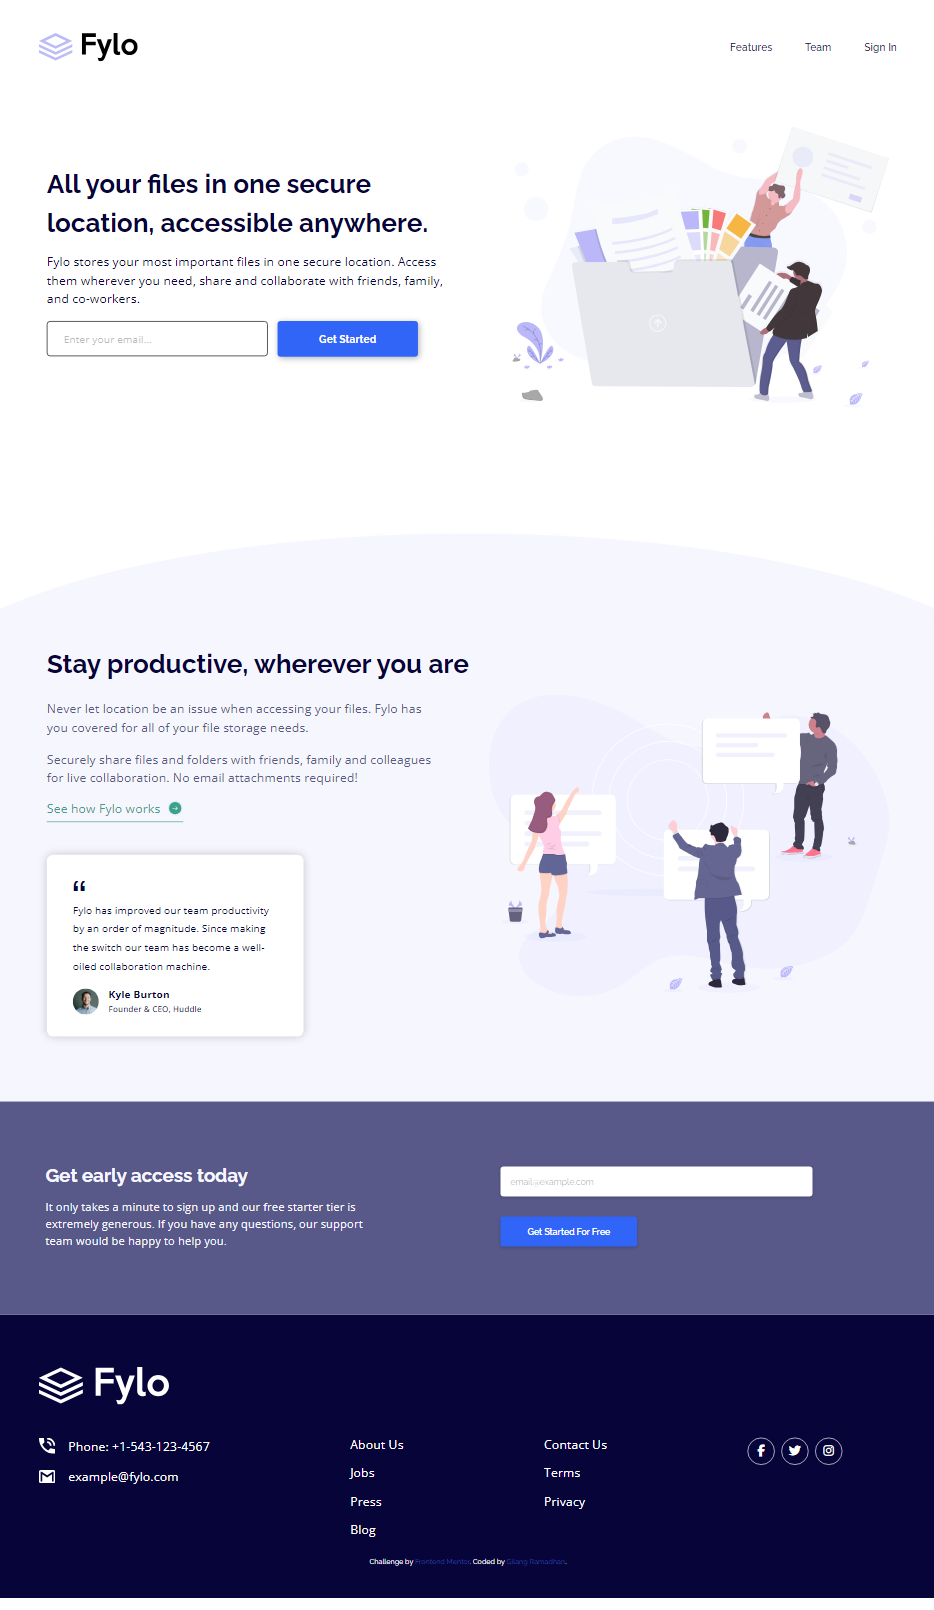 Fylo
Features Team Sign In
All your files in one secure
location, accessible anywhere.
Fylo stores your most important files in one secure location. Access
them wherever you need, share and collaborate with friends, family,
and co-workers.
Enter your email...
Get Started
Stay productive, wherever you are
Never let location be an issue when accessing your files. Fylo has
you covered for all of your file storage needs.
Securely share files and folders with friends, family and colleagues
for live collaboration. No email attachments required!
See how Fylo works
“
Fylo has improved our team productivity
by an order of magnitude. Since making
the switch our team has become a well-
oiled collaboration machine.
Kyle Burton
Founder & CEO, Huddle
Get early access today
It only takes a minute to sign up and our free starter tier is
extremely generous. If you have any questions, our support
team would be happy to help you.
email@example.com
Get Started For Free
Fylo
Phone: +1-543-123-4567
example@fylo.com
About Us
Jobs
Press
Blog
Contact Us
Terms
Privacy
Challenge by Frontend Mentor. Coded by Gilang Ramadhan.